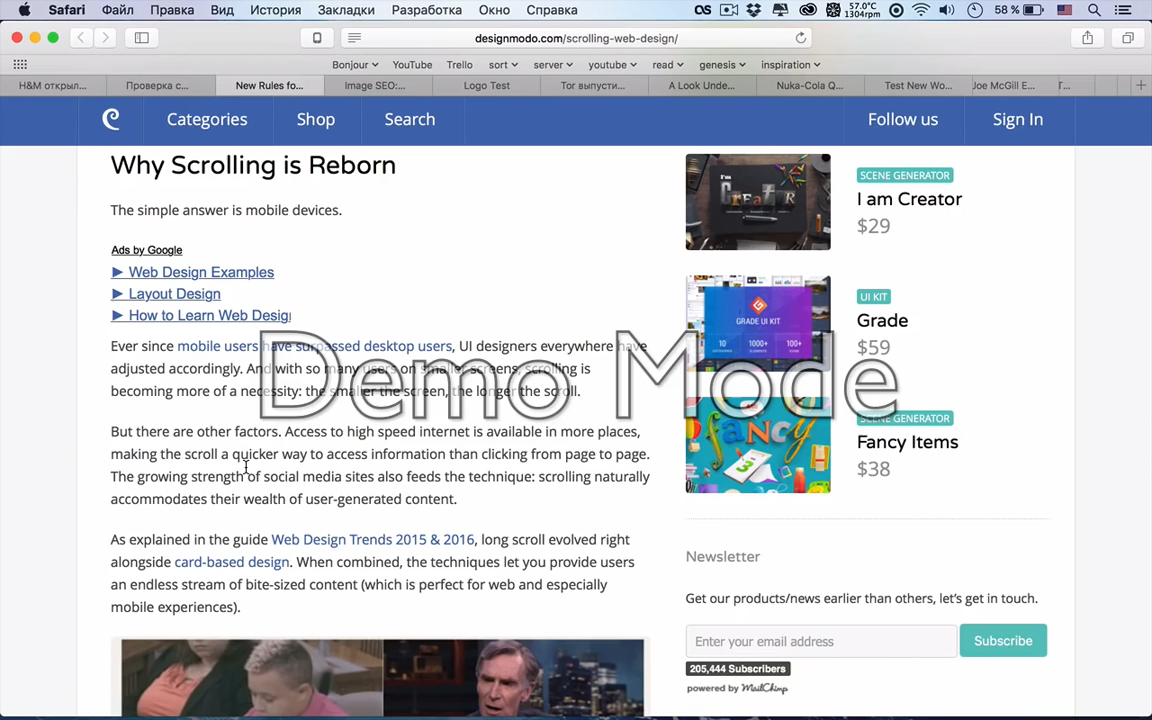 Safari Файл Правка Вид История Закладки Разработка Окно Справка OS 57.0°C 1304rpm 58 %
designmodo.com/scrolling-web-design/
Bonjour YouTube Trello sort server youtube read genesis inspiration
H&M открыл... Проверка с... New Rules fo... Image SEO:... Logo Test Тог выпусти... A Look Unde... Nuka-Cola Q... Test New Wo... Joe McGill E... T...
Categories Shop Search Follow us Sign In
Why Scrolling is Reborn
The simple answer is mobile devices.
Ads by Google
► Web Design Examples
► Layout Design
► How to Learn Web Design
Ever since mobile users have surpassed desktop users, UI designers everywhere have
adjusted accordingly. And with so many users on smaller screens, scrolling is
becoming more of a necessity: the smaller the screen, the longer the scroll.
But there are other factors. Access to high speed internet is available in more places,
making the scroll a quicker way to access information than clicking from page to page.
The growing strength of social media sites also feeds the technique: scrolling naturally
accommodates their wealth of user-generated content.
As explained in the guide Web Design Trends 2015 & 2016, long scroll evolved right
alongside card-based design. When combined, the techniques let you provide users
an endless stream of bite-sized content (which is perfect for web and especially
mobile experiences).
Demo Mode
I'm
CREATR
SCENE GENERATOR
I am Creator
$29
GRADE UI KIT
10 1000+ 100+
UI KIT
Grade
$59
fancy
3
SCENE GENERATOR
Fancy Items
$38
Newsletter
Get our products/news earlier than others, let's get in touch.
Enter your email address Subscribe
205,444 Subscribers
powered by MailChimp